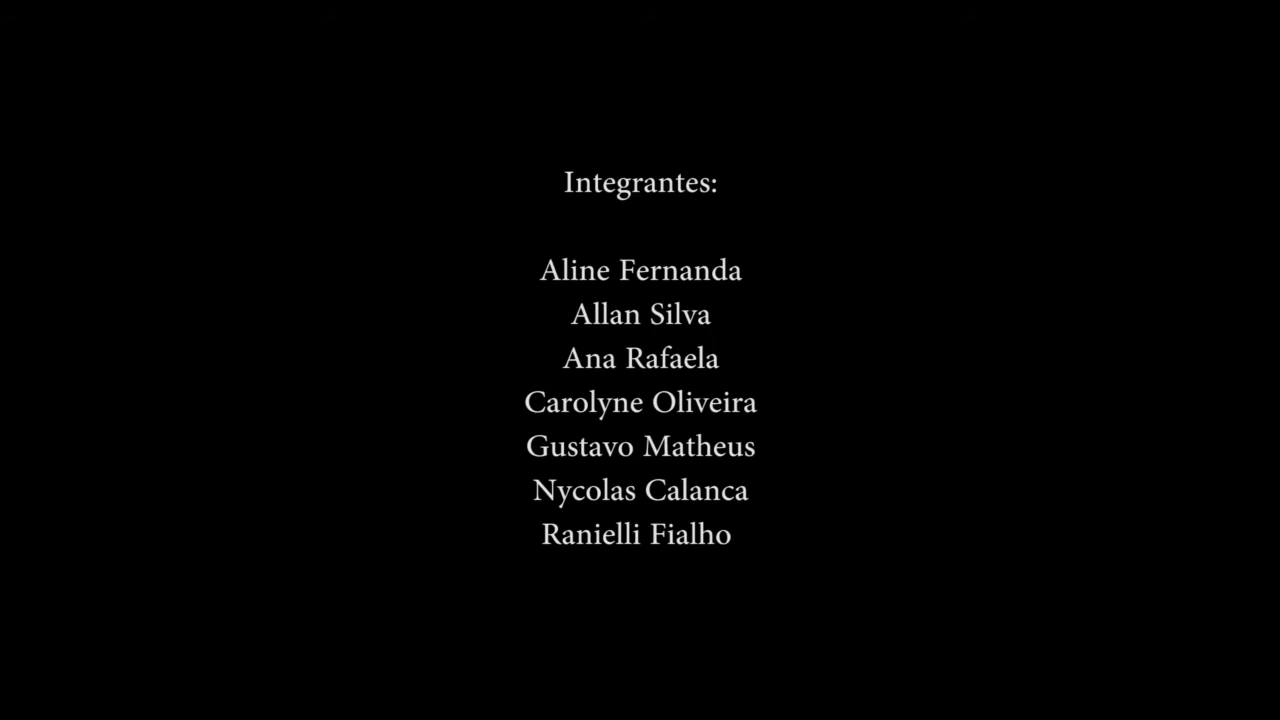 Integrantes:
Aline Fernanda
Allan Silva
Ana Rafaela
Carolyne Oliveira
Gustavo Matheus
Nycolas Calanca
Ranielli Fialho